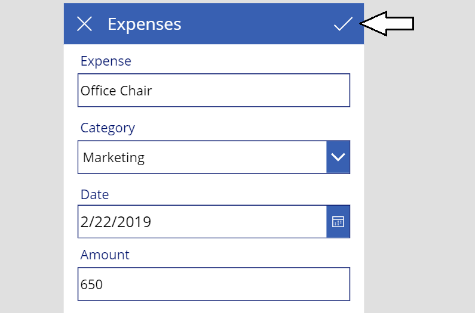 Expenses
Expense
Office Chair
Category
Marketing
Date
2/22/2019
Amount
650